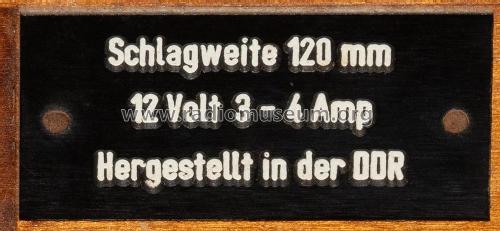 Schlagweite 120 mm
12 Volt 3 - 4 Amp
www.radiomuseum.org
Hergestellt in der DDR